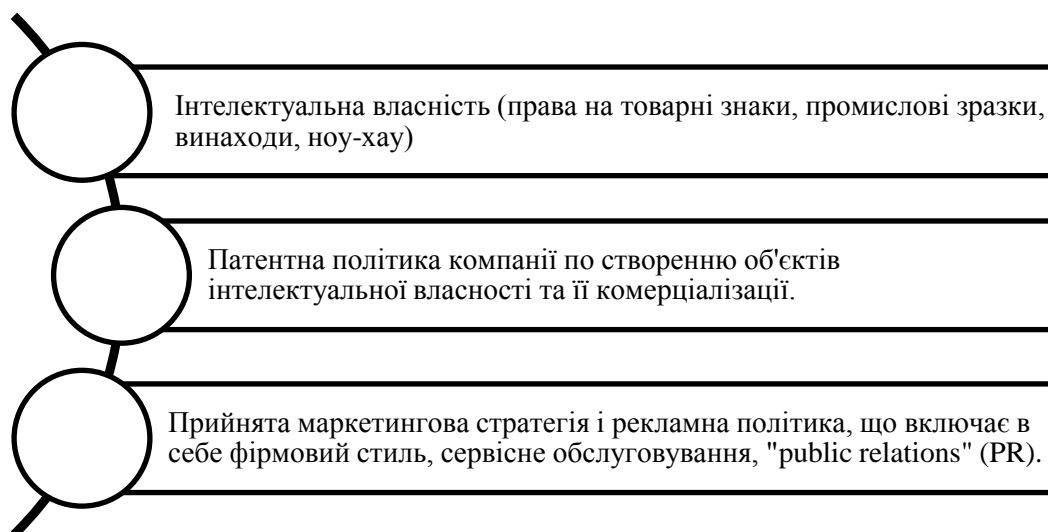 Інтелектуальна власність (права на товарні знаки, промислові зразки,
винаходи, ноу-хау)
Патентна політика компанії по створенню об'єктів
інтелектуальної власності та її комерціалізації.
Прийнята маркетингова стратегія і рекламна політика, що включає в
себе фірмовий стиль, сервісне обслуговування, "public relations" (PR).